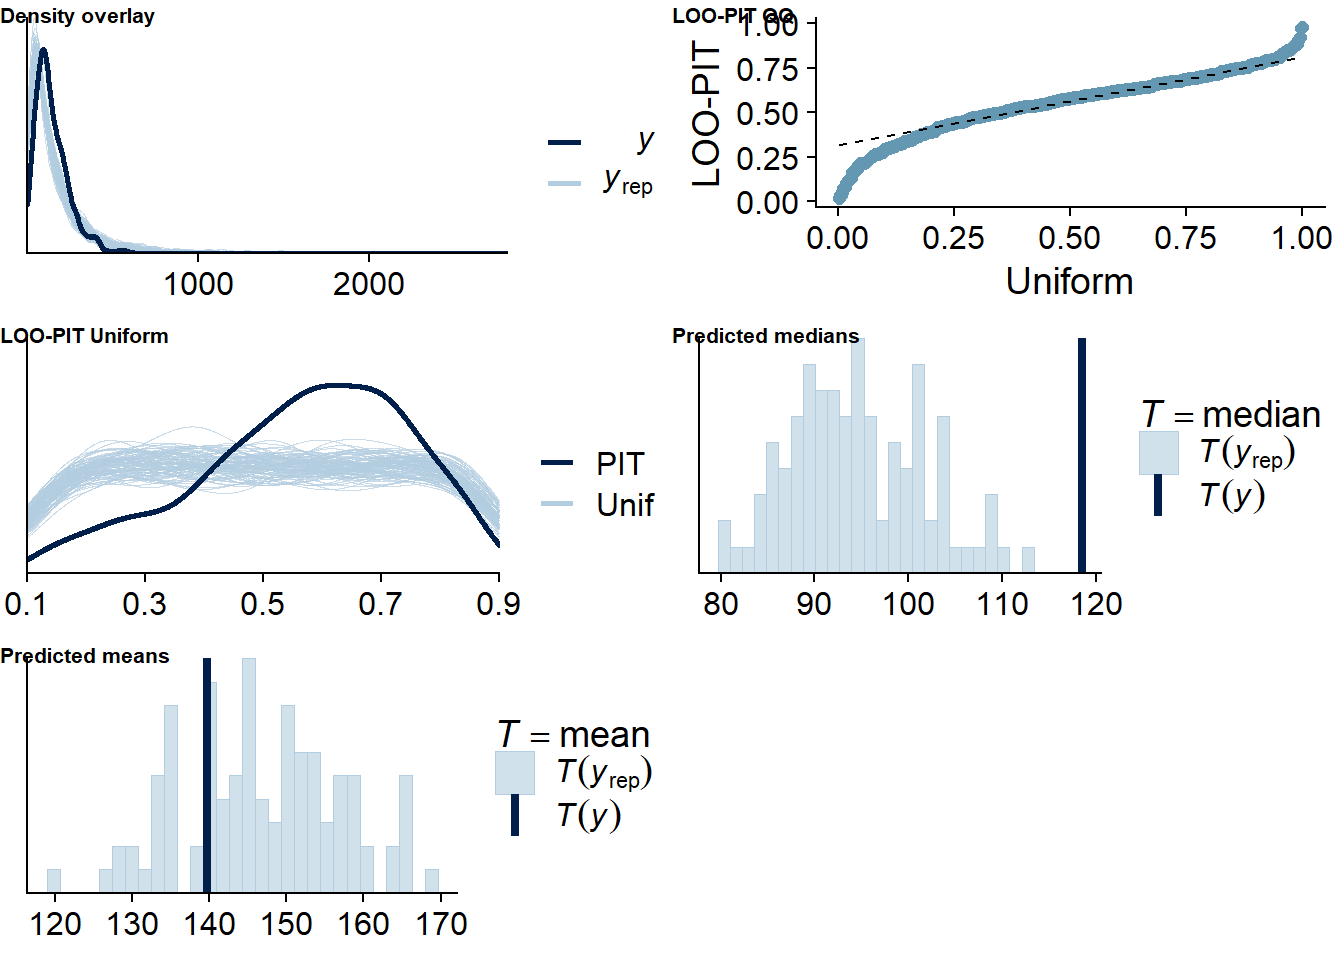 Density overlay
y
yrep
1000
2000
LOO-PIT QQ
LOO-PIT
1.00
0.75
0.50
0.25
0.00
0.00 0.25 0.50 0.75 1.00
Uniform
LOO-PIT Uniform
PIT
Unif
0.1 0.3 0.5 0.7 0.9
Predicted medians
T = median
T(yrep)
T(y)
80 90 100 110 120
Predicted means
T = mean
T(yrep)
T(y)
120 130 140 150 160 170